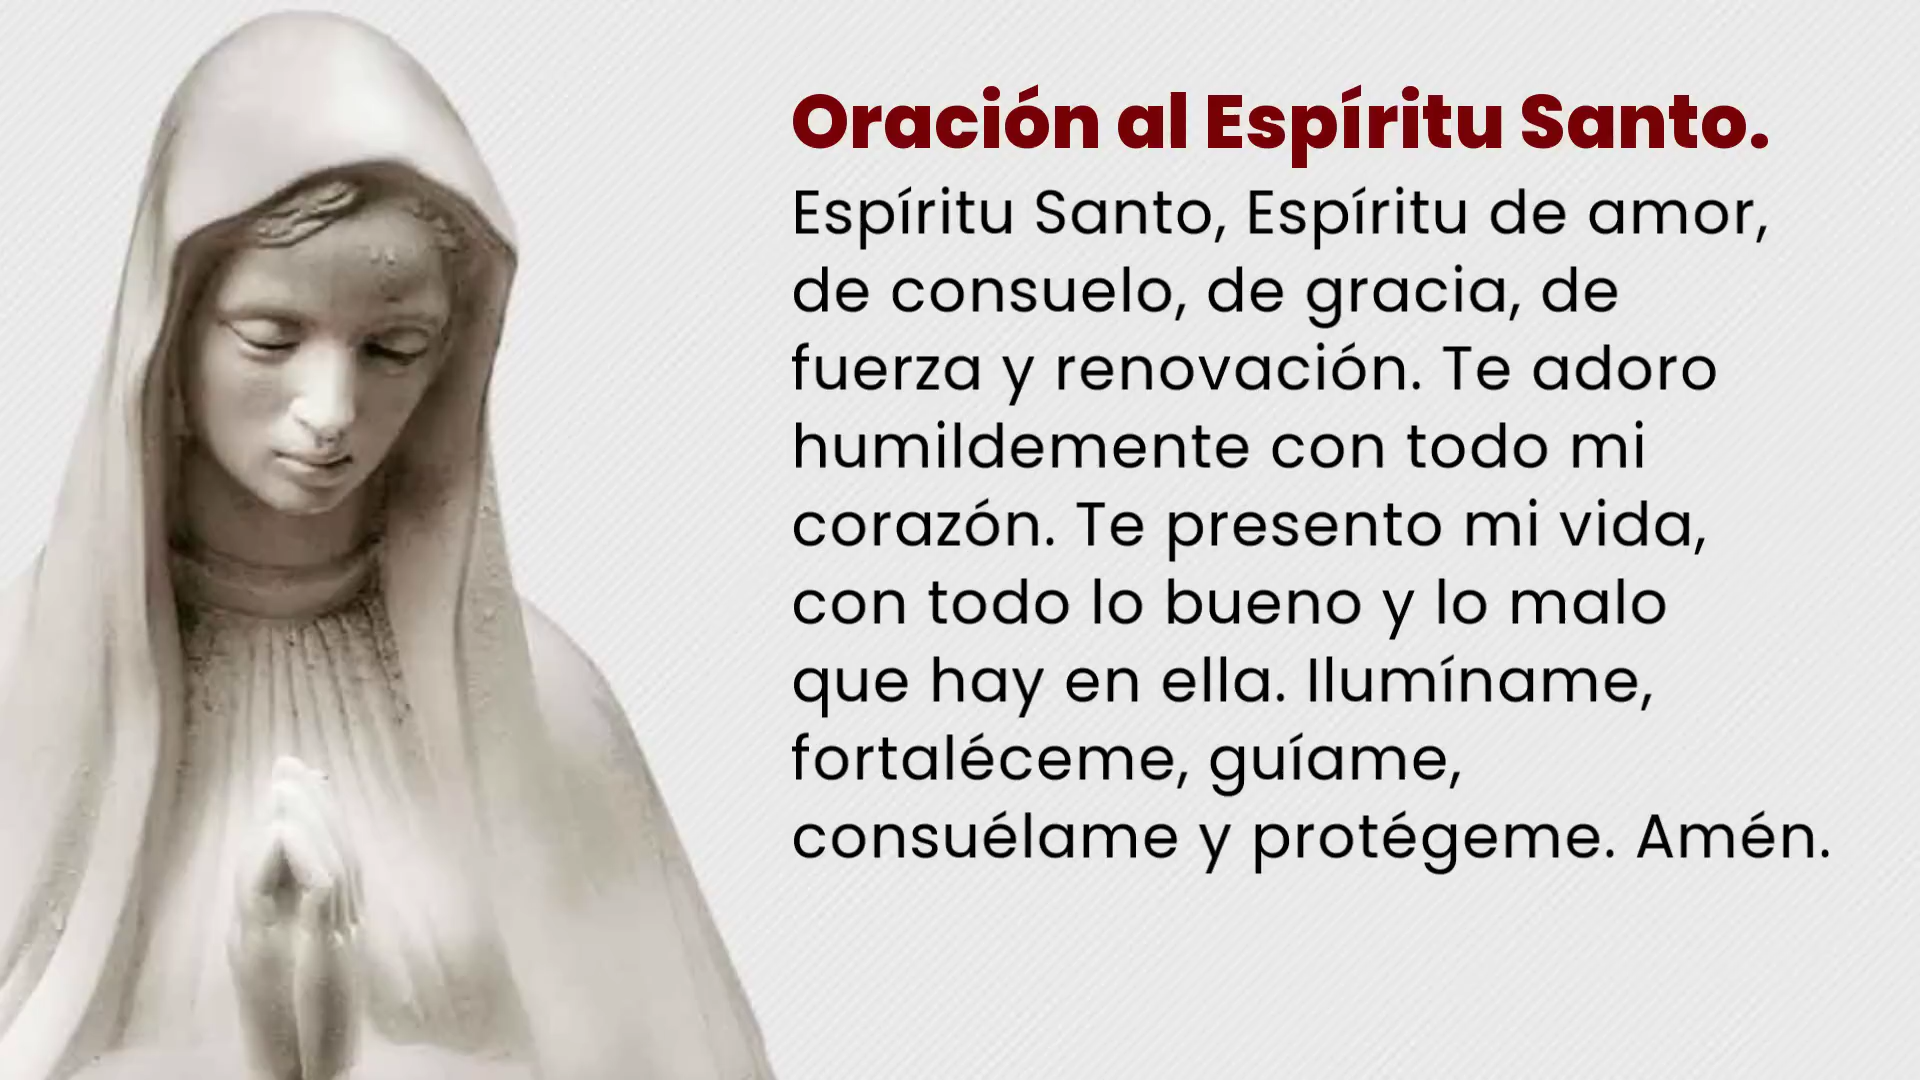 Oración al Espíritu Santo.
Espíritu Santo, Espíritu de amor,
de consuelo, de gracia, de
fuerza y renovación. Te adoro
humildemente con todo mi
corazón. Te presento mi vida,
con todo lo bueno y lo malo
que hay en ella. Ilumíname,
fortaléceme, guíame,
consuélame y protégeme. Amén.